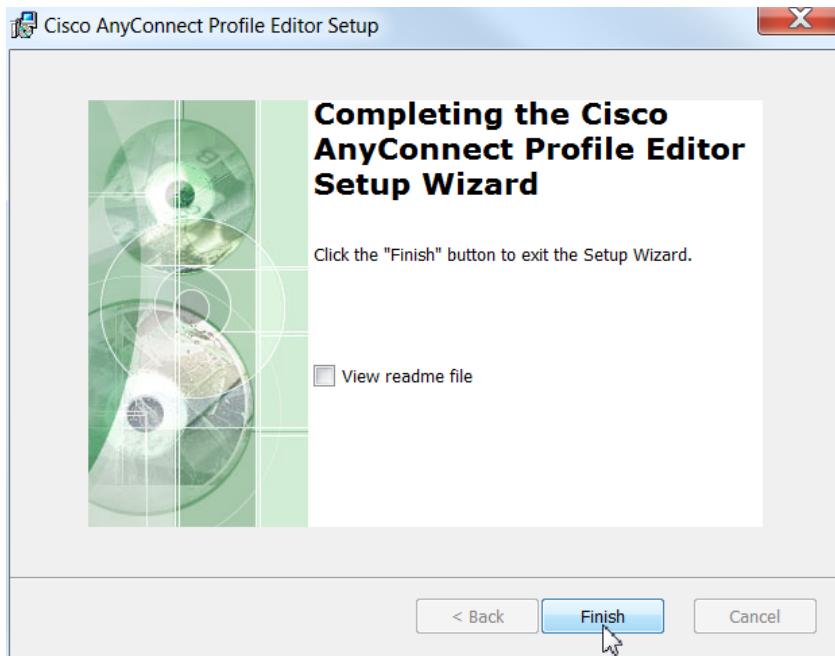 Cisco AnyConnect Profile Editor Setup
Completing the Cisco
AnyConnect Profile Editor
Setup Wizard
Click the "Finish" button to exit the Setup Wizard.
View readme file
< Back
Finish
Cancel